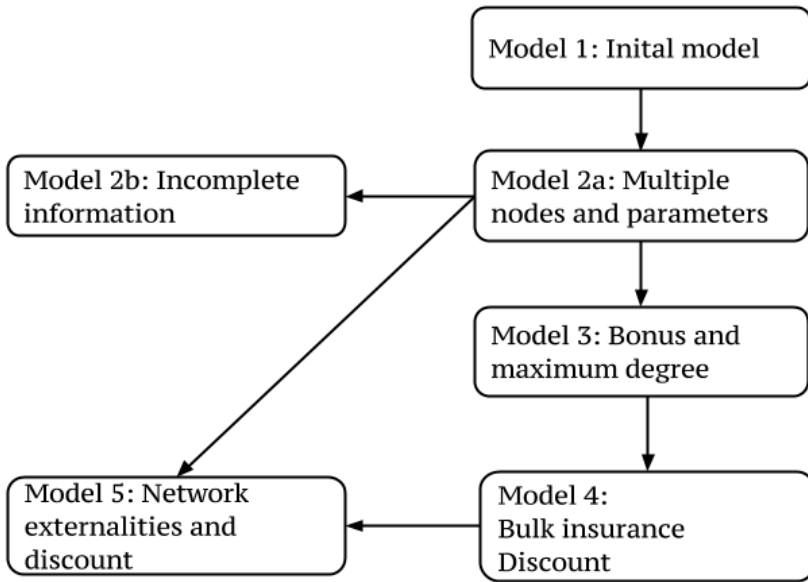 Model 1: Inital model
Model 2b: Incomplete
information
Model 2a: Multiple
nodes and parameters
Model 3: Bonus and
maximum degree
Model 5: Network
externalities and
discount
Model 4:
Bulk insurance
Discount